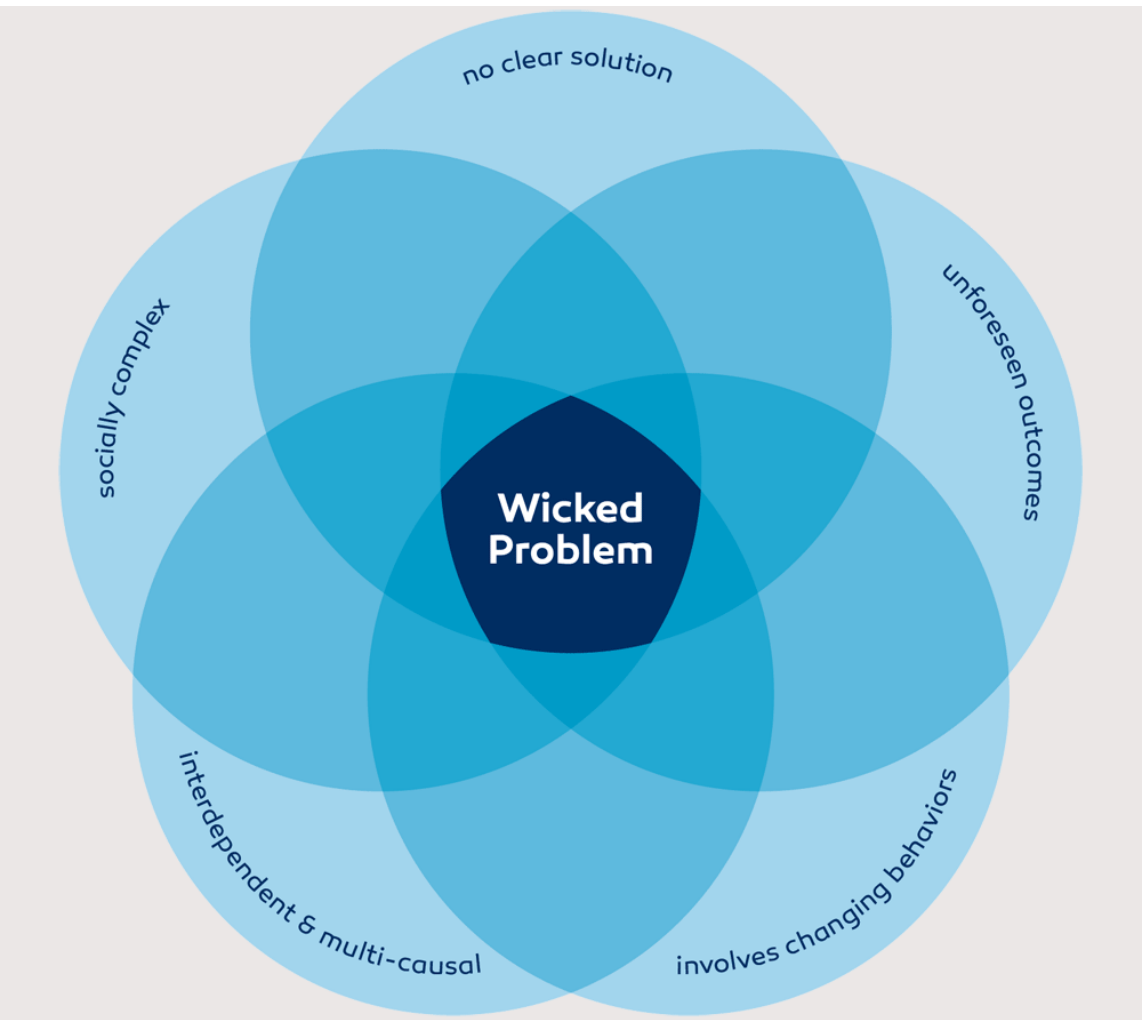 no clear solution
unforeseen outcomes
socially complex
Wicked
Problem
interdependent & multi-causal
involves changing behaviors